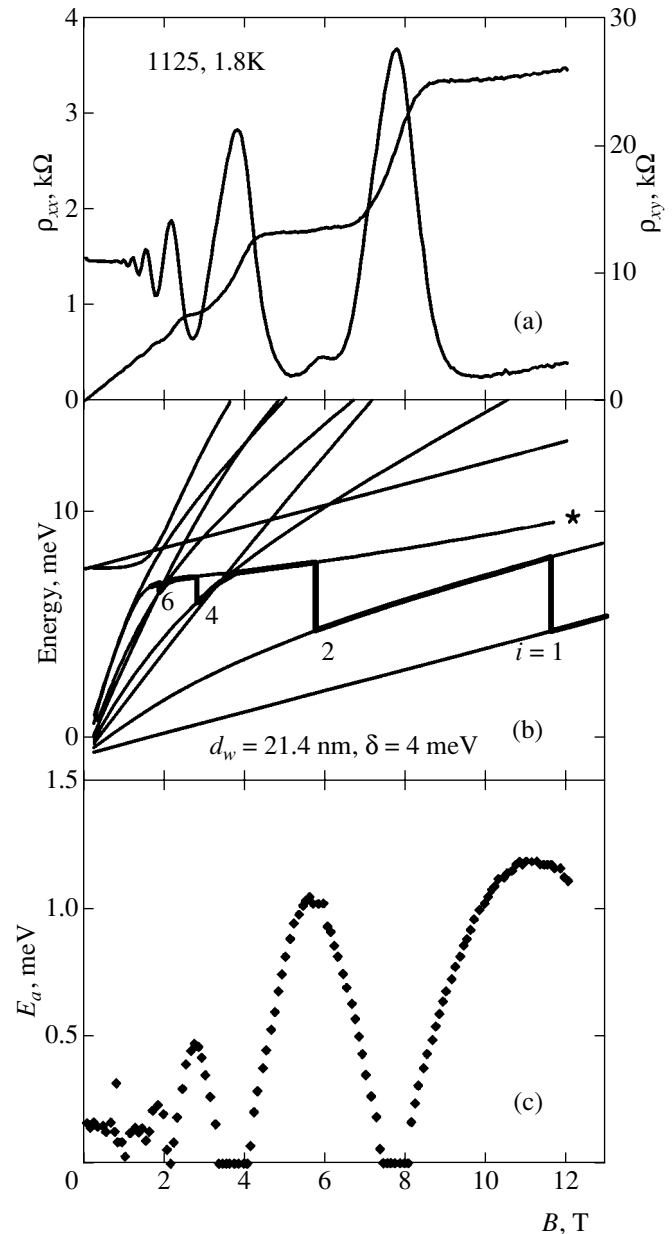 4
30
1125, 1.8K
3
20
2
10
1
(a)
0
0
ρxx, kΩ
ρxy, kΩ
10
★
6
4
2
i = 1
0
(b)
dw = 21.4 nm, δ = 4 meV
Energy, meV
1.5
1.0
0.5
(c)
0
Ea, meV
0
2
4
6
8
10
12
B, T